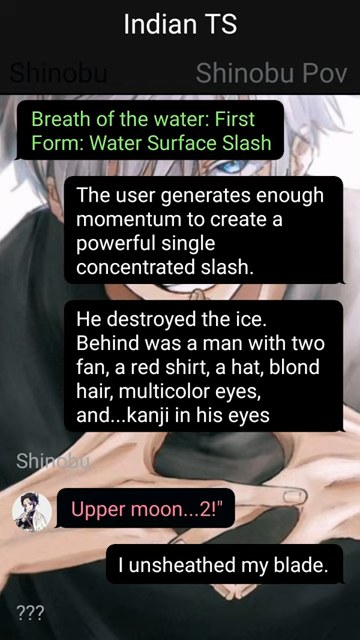 Indian TS
Shinobu
Shinobu Pov
Breath of the water: First
Form: Water Surface Slash
The user generates enough
momentum to create a
powerful single
concentrated slash.
He destroyed the ice.
Behind was a man with two
fan, a red shirt, a hat, blond
hair, multicolor eyes,
and...kanji in his eyes
Shinobu
Upper moon...2!"
I unsheathed my blade.
???